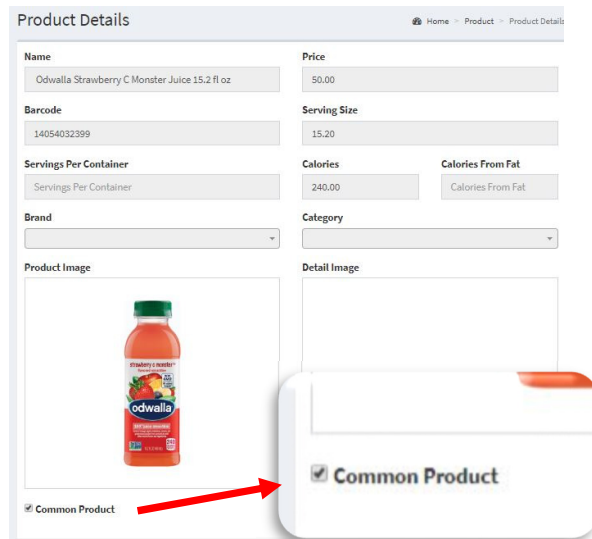 Product Details
Home > Product > Product Details
Name
Price
Odwalla Strawberry C Monster Juice 15.2 fl oz
50.00
Barcode
Serving Size
14054032399
15.20
Servings Per Container
Calories
Calories From Fat
Servings Per Container
240.00
Calories From Fat
Brand
Category
Product Image
Detail Image
strawberry c monster
odwalla
Common Product
Common Product